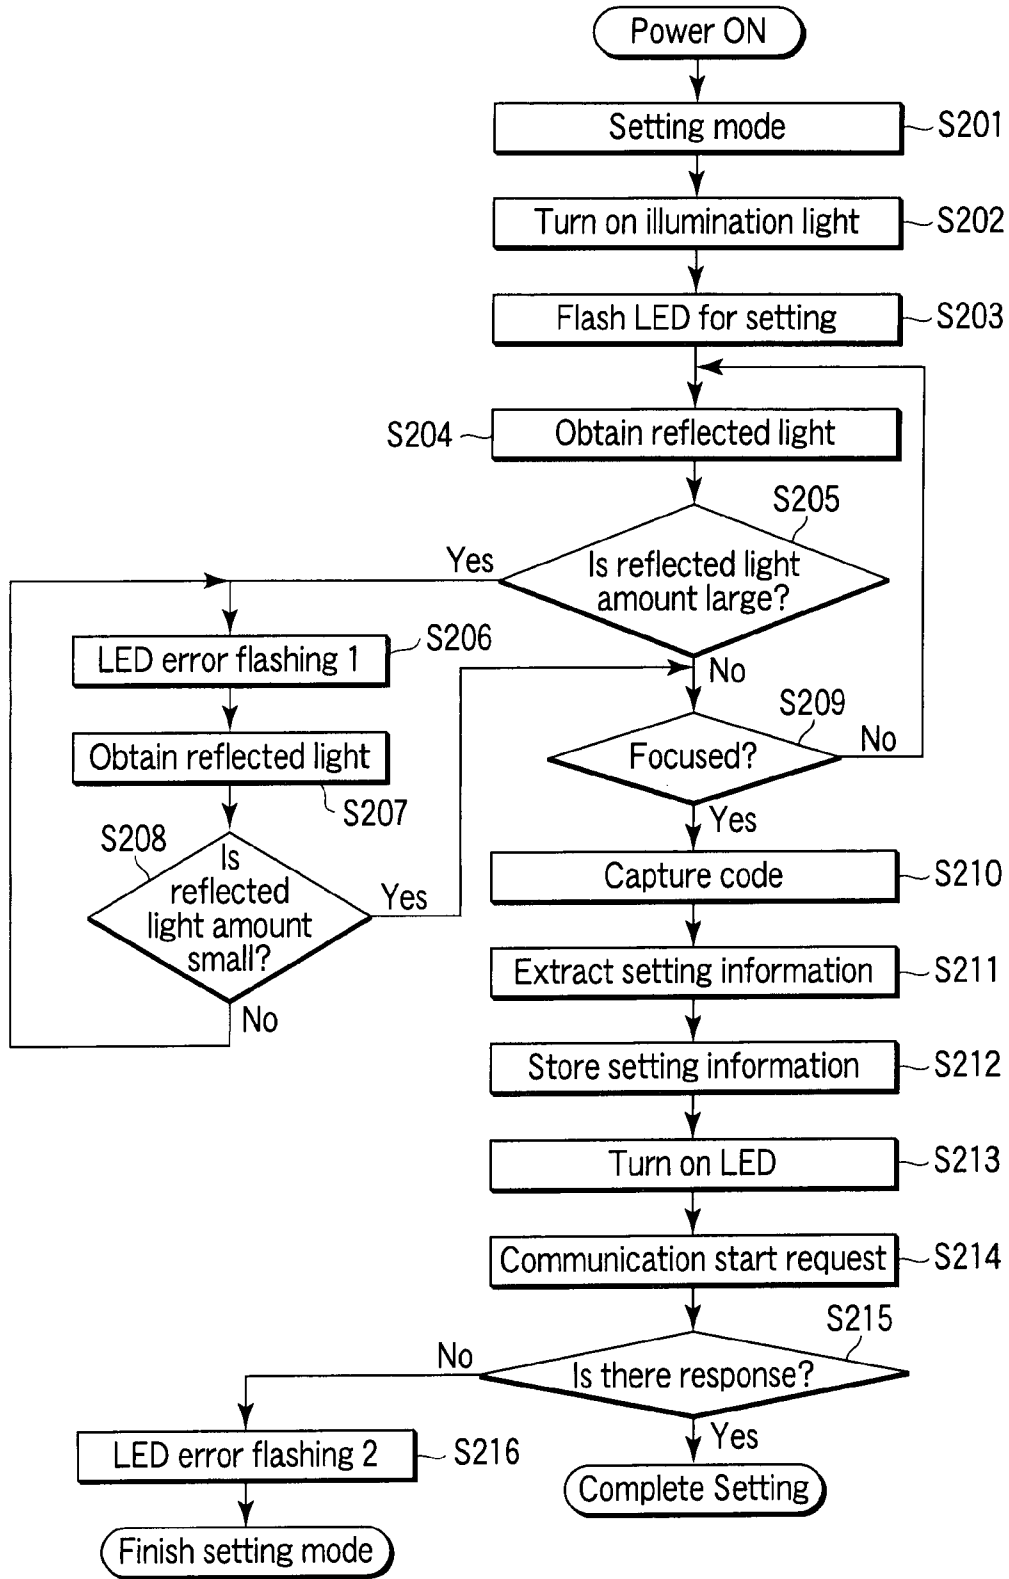 Power ON
Setting mode
S201
Turn on illumination light
S202
Flash LED for setting
S203
S204
Obtain reflected light
S205
Yes
Is reflected light
amount large?
S206
LED error flashing 1
No
S209
Obtain reflected light
Focused?
No
S207
S208
Yes
Is
reflected
light amount
small?
Yes
Capture code
S210
No
Extract setting information
S211
Store setting information
S212
Turn on LED
S213
Communication start request
S214
S215
No
Is there response?
Yes
LED error flashing 2
S216
Complete Setting
Finish setting mode